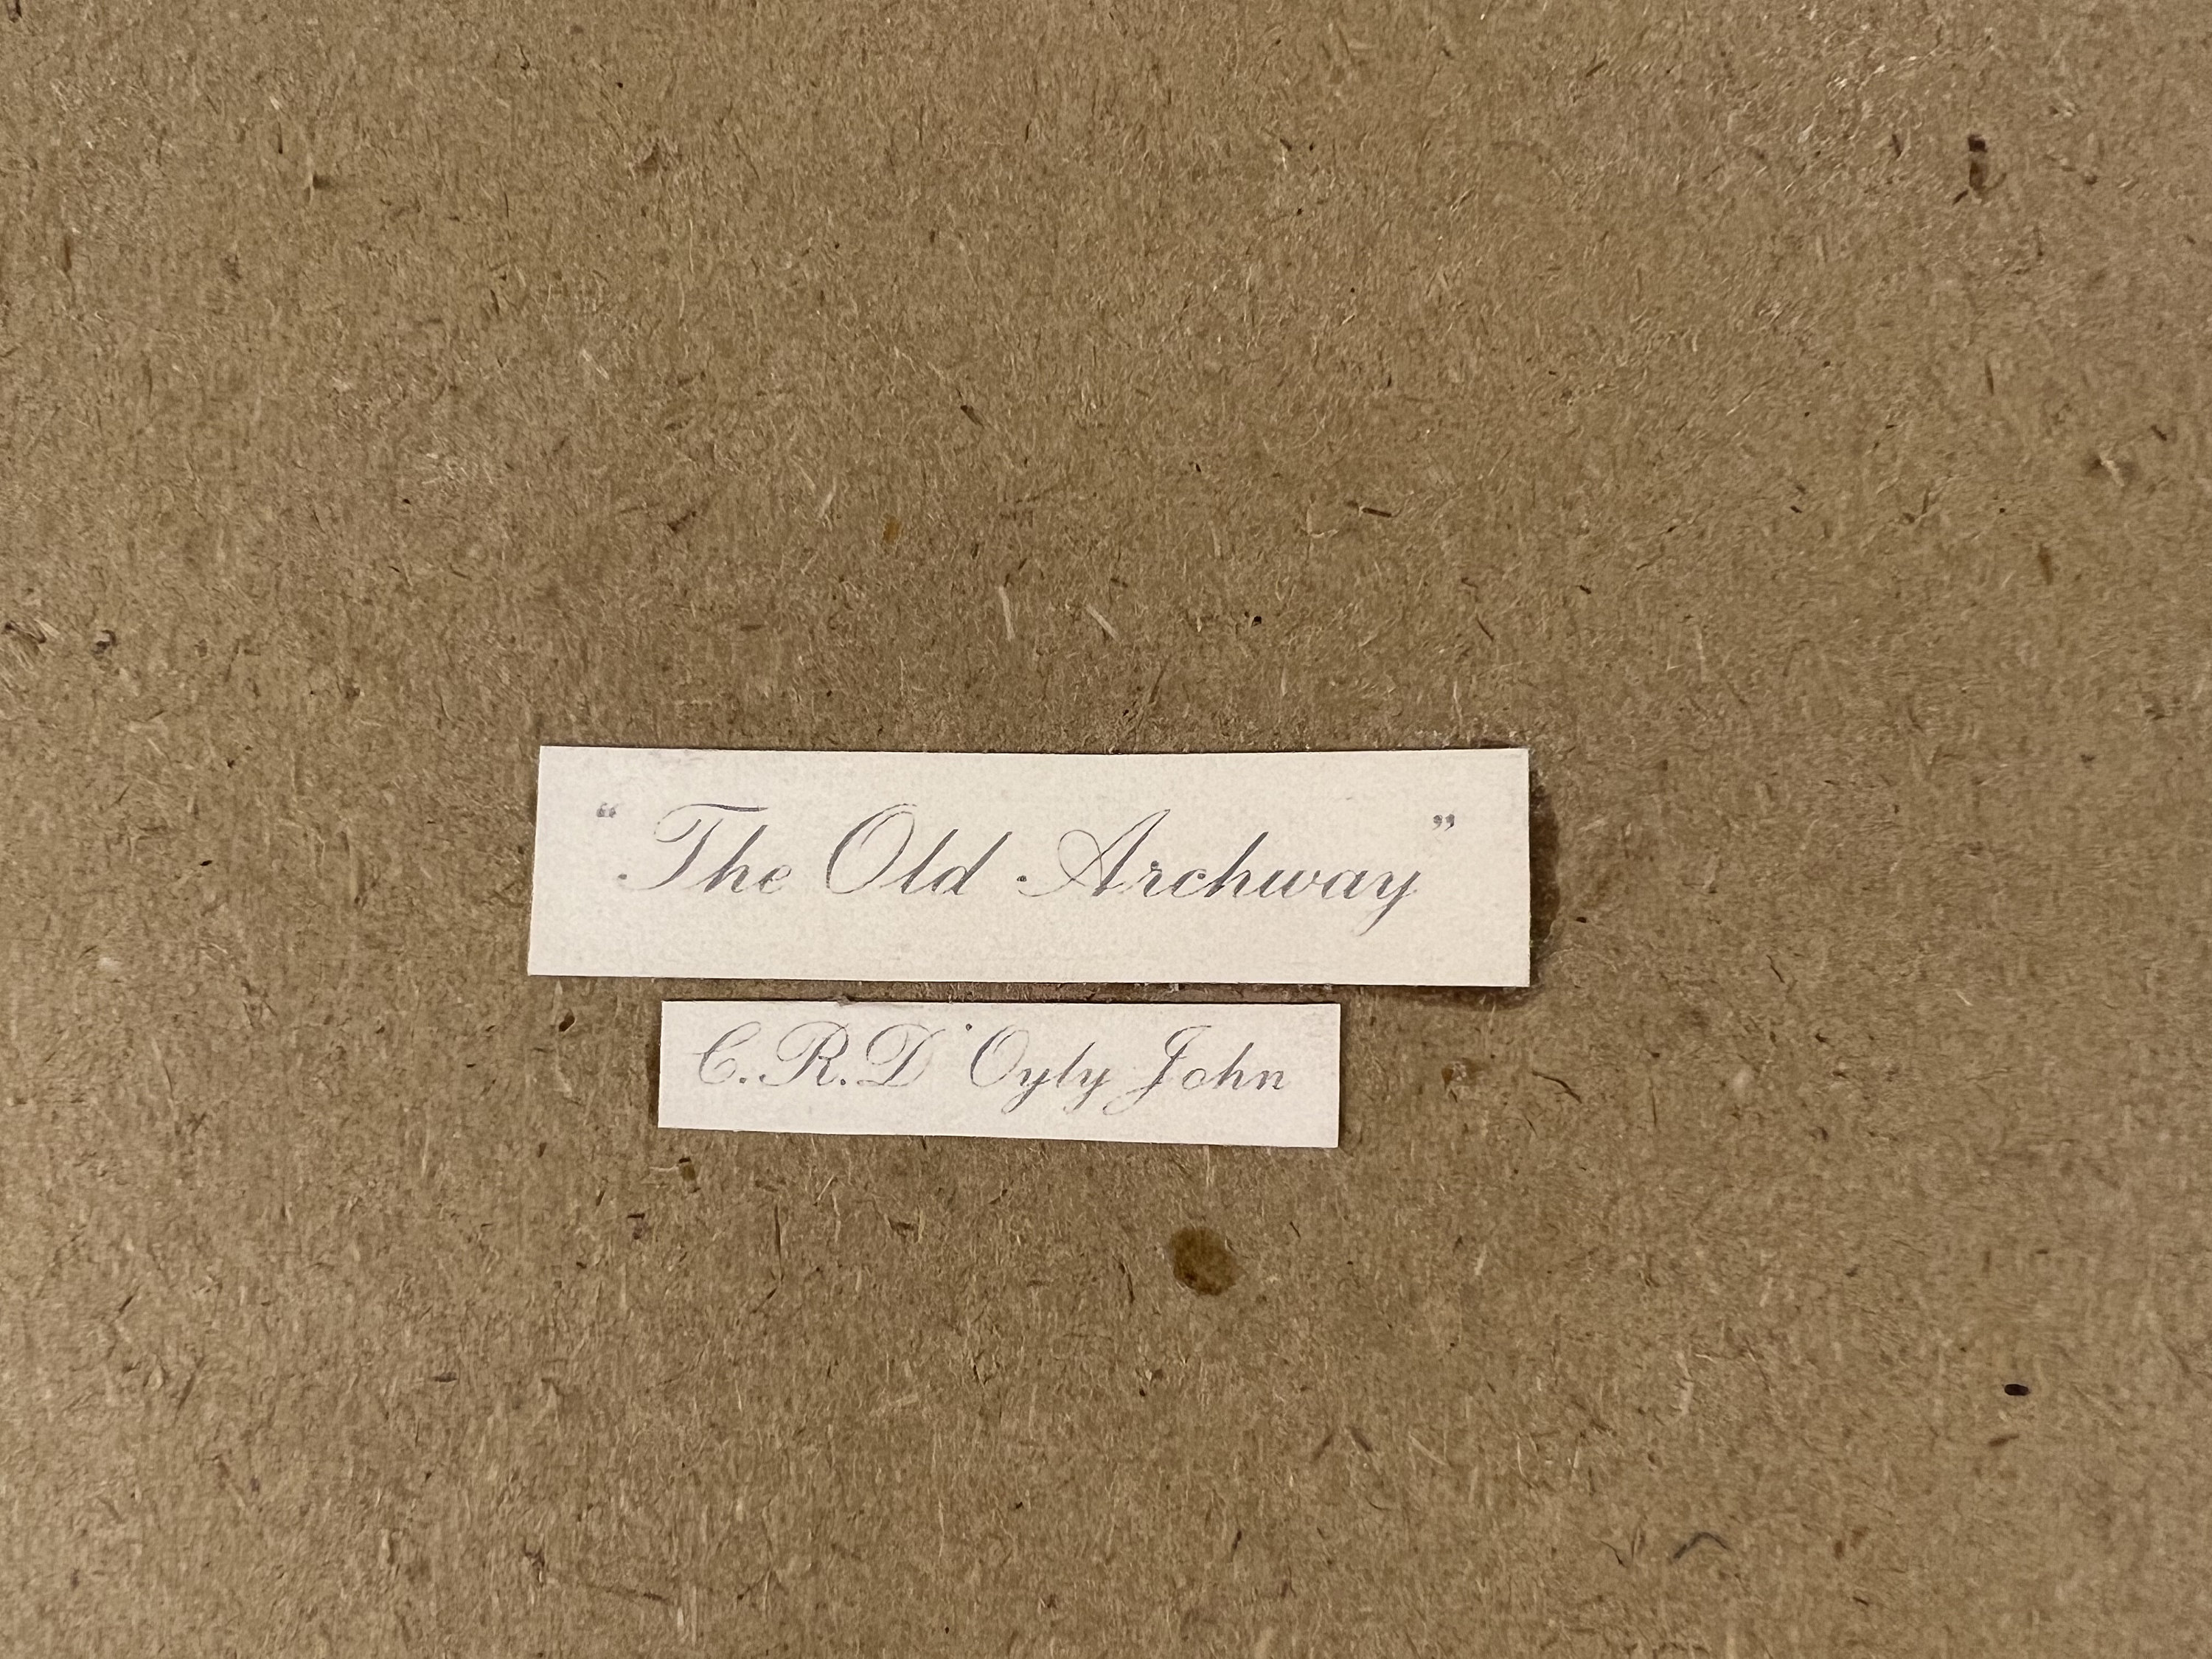 “The Old Archway”
C.R.D'Oyly John